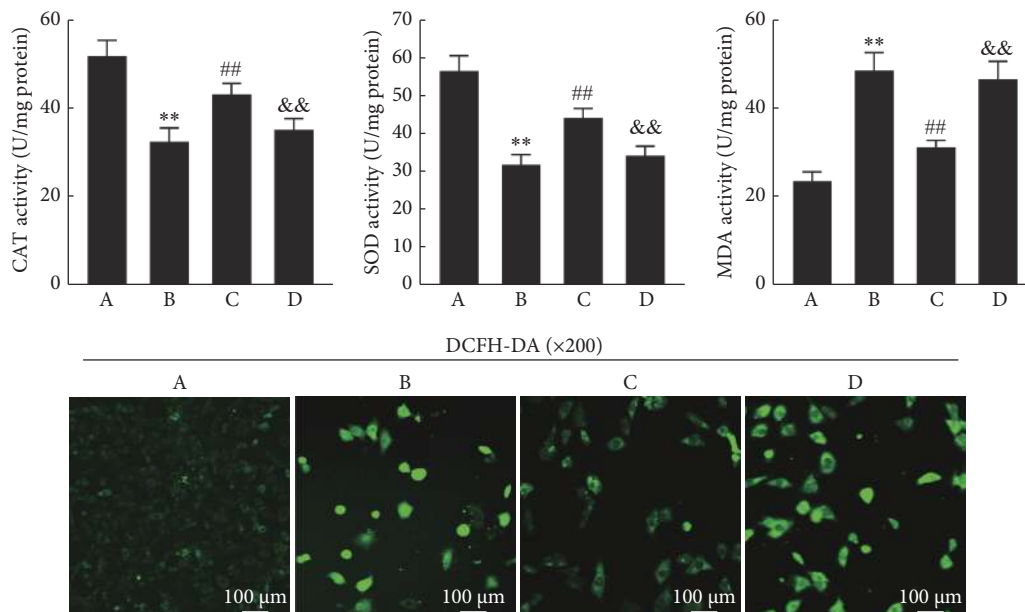 CAT activity (U/mg protein)
60
40
20
0
**
##
&&
A B C D
SOD activity (U/mg protein)
70
60
50
40
30
20
10
0
**
##
&&
A B C D
MDA activity (U/mg protein)
60
40
20
0
**
##
&&
A B C D
DCFH-DA (×200)
A B C D
100 μm 100 μm 100 μm 100 μm